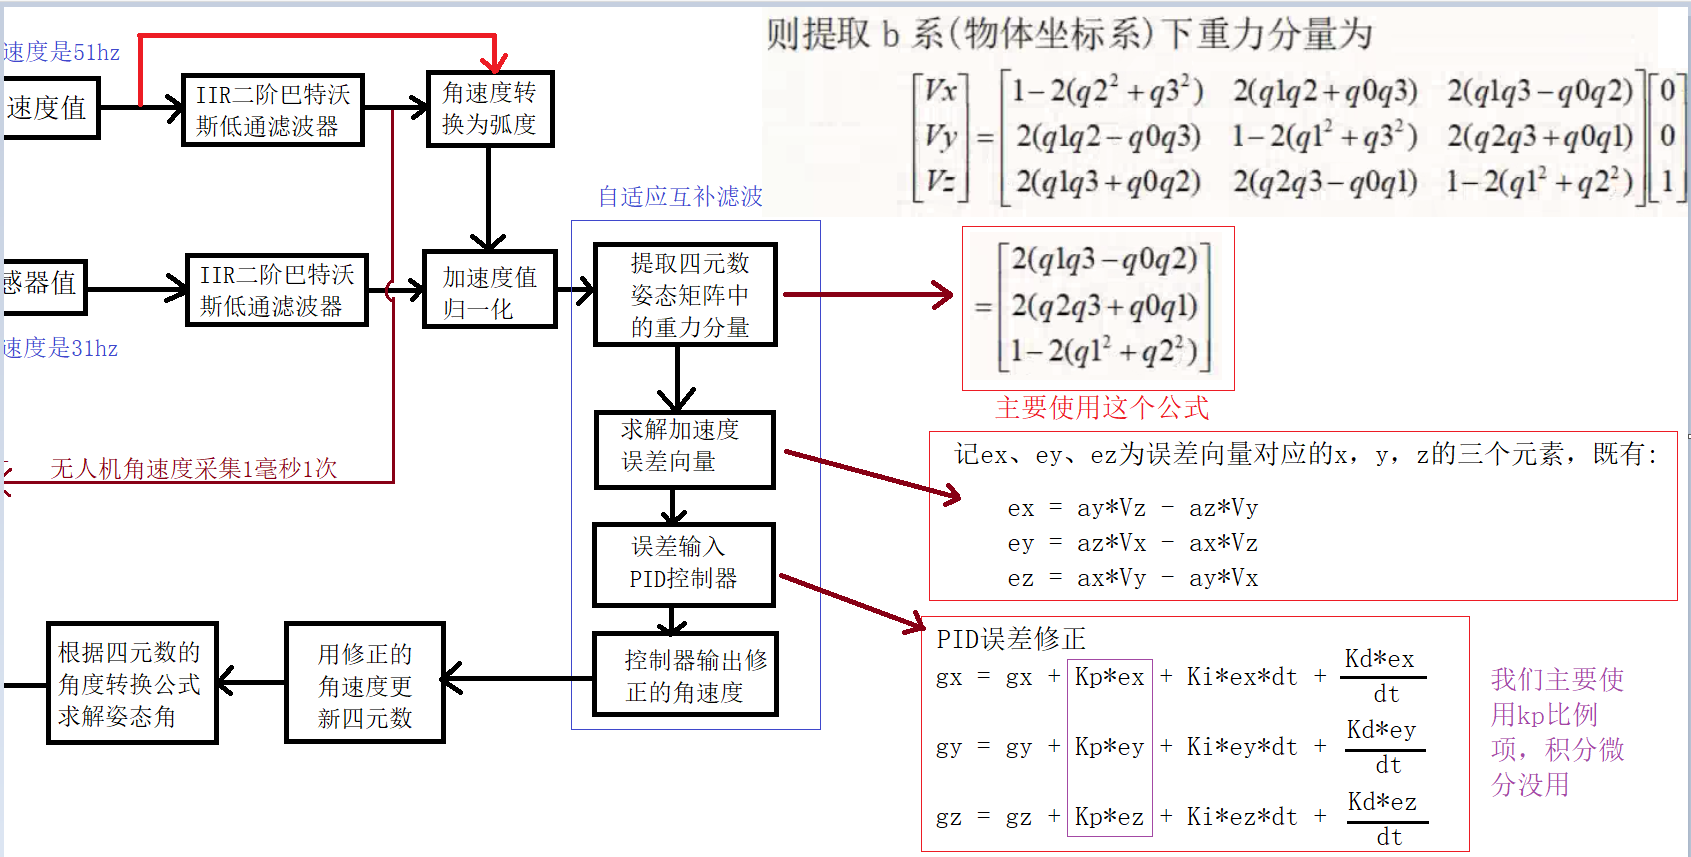 速度是51hz
速度值
IIR二阶巴特沃
斯低通滤波器
角速度转
换为弧度
感器值
IIR二阶巴特沃
斯低通滤波器
加速度值
归一化
速度是31hz
无人机角速度采集1毫秒1次
自适应互补滤波
提取四元数
姿态矩阵中
的重力分量
求解加速度
误差向量
误差输入
PID控制器
控制器输出修
正的角速度
用修正的
角速度更
新四元数
根据四元数的
角度转换公式
求解姿态角
则提取 b 系(物体坐标系)下重力分量为
[Vx] [1-2(q2²+q3²) 2(q1q2+q0q3) 2(q1q3-q0q2)] [0]
[Vy] = [2(q1q2-q0q3) 1-2(q1²+q3²) 2(q2q3+q0q1)] [0]
[Vz] [2(q1q3+q0q2) 2(q2q3-q0q1) 1-2(q1²+q2²)] [1]
[2(q1q3-q0q2)]
= [2(q2q3+q0q1)]
[1-2(q1²+q2²)]
主要使用这个公式
记ex、ey、ez为误差向量对应的x，y，z的三个元素，既有:
ex = ay*Vz - az*Vy
ey = az*Vx - ax*Vz
ez = ax*Vy - ay*Vx
PID误差修正
gx = gx + Kp*ex + Ki*ex*dt + Kd*ex/dt
gy = gy + Kp*ey + Ki*ey*dt + Kd*ey/dt
gz = gz + Kp*ez + Ki*ez*dt + Kd*ez/dt
我们主要使
用kp比例
项，积分微
分没用